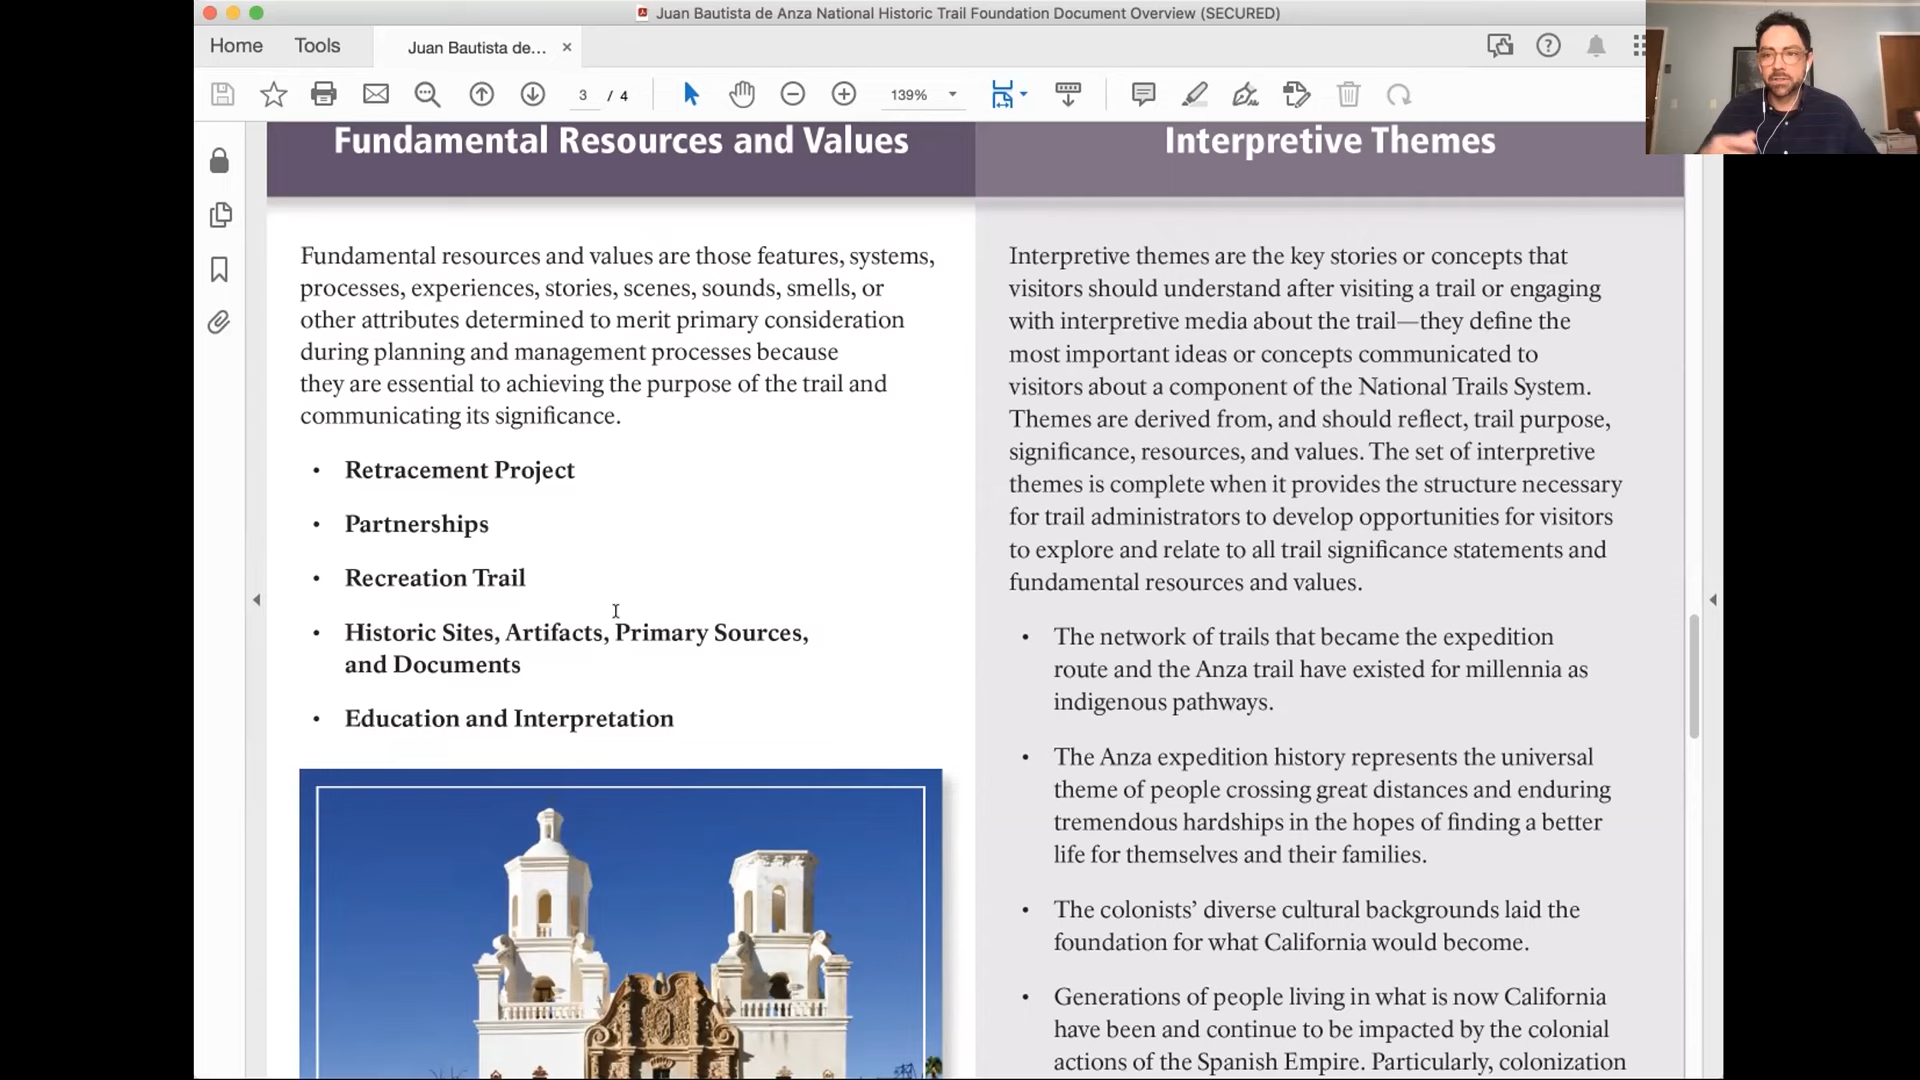 Juan Bautista de Anza National Historic Trail Foundation Document Overview (SECURED)
Home
Tools
Juan Bautista de...
3 / 4
139%
Fundamental Resources and Values
Fundamental resources and values are those features, systems,
processes, experiences, stories, scenes, sounds, smells, or
other attributes determined to merit primary consideration
during planning and management processes because
they are essential to achieving the purpose of the trail and
communicating its significance.
• Retracement Project
• Partnerships
• Recreation Trail
• Historic Sites, Artifacts, Primary Sources,
and Documents
• Education and Interpretation
Interpretive Themes
Interpretive themes are the key stories or concepts that
visitors should understand after visiting a trail or engaging
with interpretive media about the trail—they define the
most important ideas or concepts communicated to
visitors about a component of the National Trails System.
Themes are derived from, and should reflect, trail purpose,
significance, resources, and values. The set of interpretive
themes is complete when it provides the structure necessary
for trail administrators to develop opportunities for visitors
to explore and relate to all trail significance statements and
fundamental resources and values.
• The network of trails that became the expedition
route and the Anza trail have existed for millennia as
indigenous pathways.
• The Anza expedition history represents the universal
theme of people crossing great distances and enduring
tremendous hardships in the hopes of finding a better
life for themselves and their families.
• The colonists’ diverse cultural backgrounds laid the
foundation for what California would become.
• Generations of people living in what is now California
have been and continue to be impacted by the colonial
actions of the Spanish Empire. Particularly, colonization